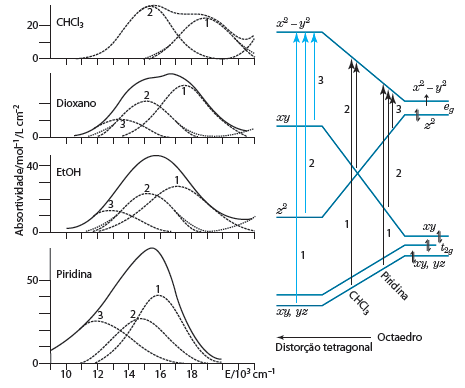 CHCl₃
20
0
2
1
Dioxano
20
0
3
2
1
Absortividade/mol⁻¹/L cm⁻²
EtOH
40
0
3
2
1
Piridina
50
0
3
2
1
10 12 14 16 18 E/10³ cm⁻¹
x² – y²
xy
z²
xy, yz
3
2
1
2
1
3
2
1
x² – y²
e_g
z²
xy
t₂g
xy, yz
CHCl₃
Piridina
Octaedro
Distorção tetragonal